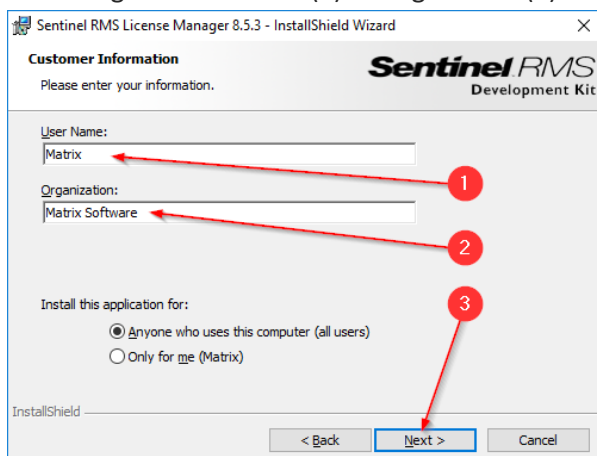 Sentinel RMS License Manager 8.5.3 - InstallShield Wizard
Customer Information
Please enter your information.
Sentinel RMS
Development Kit
User Name:
Matrix
1
Organization:
Matrix Software
2
Install this application for:
3
Anyone who uses this computer (all users)
Only for me (Matrix)
InstallShield
< Back
Next >
Cancel